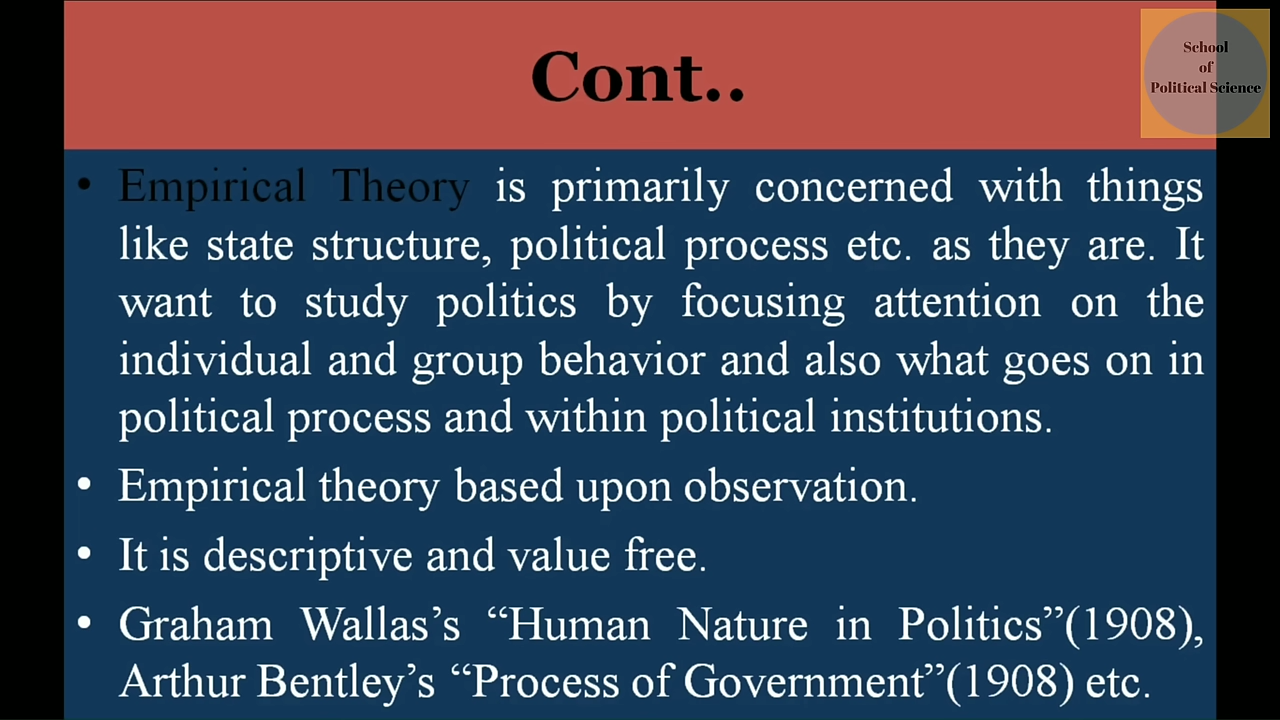 Cont..
School
of
Political Science
• Empirical Theory is primarily concerned with things
like state structure, political process etc. as they are. It
want to study politics by focusing attention on the
individual and group behavior and also what goes on in
political process and within political institutions.
• Empirical theory based upon observation.
• It is descriptive and value free.
• Graham Wallas’s “Human Nature in Politics”(1908),
Arthur Bentley’s “Process of Government”(1908) etc.